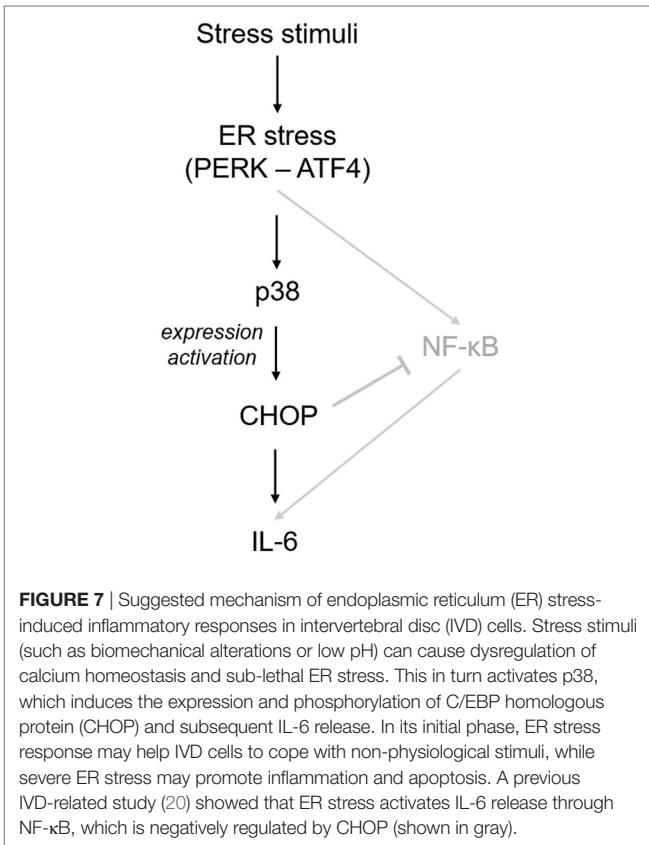 Stress stimuli
ER stress
(PERK – ATF4)
p38
expression
activation
NF-κB
CHOP
IL-6
FIGURE 7 | Suggested mechanism of endoplasmic reticulum (ER) stress-
induced inflammatory responses in intervertebral disc (IVD) cells. Stress stimuli
(such as biomechanical alterations or low pH) can cause dysregulation of
calcium homeostasis and sub-lethal ER stress. This in turn activates p38,
which induces the expression and phosphorylation of C/EBP homologous
protein (CHOP) and subsequent IL-6 release. In its initial phase, ER stress
response may help IVD cells to cope with non-physiological stimuli, while
severe ER stress may promote inflammation and apoptosis. A previous
IVD-related study (20) showed that ER stress activates IL-6 release through
NF-κB, which is negatively regulated by CHOP (shown in gray).